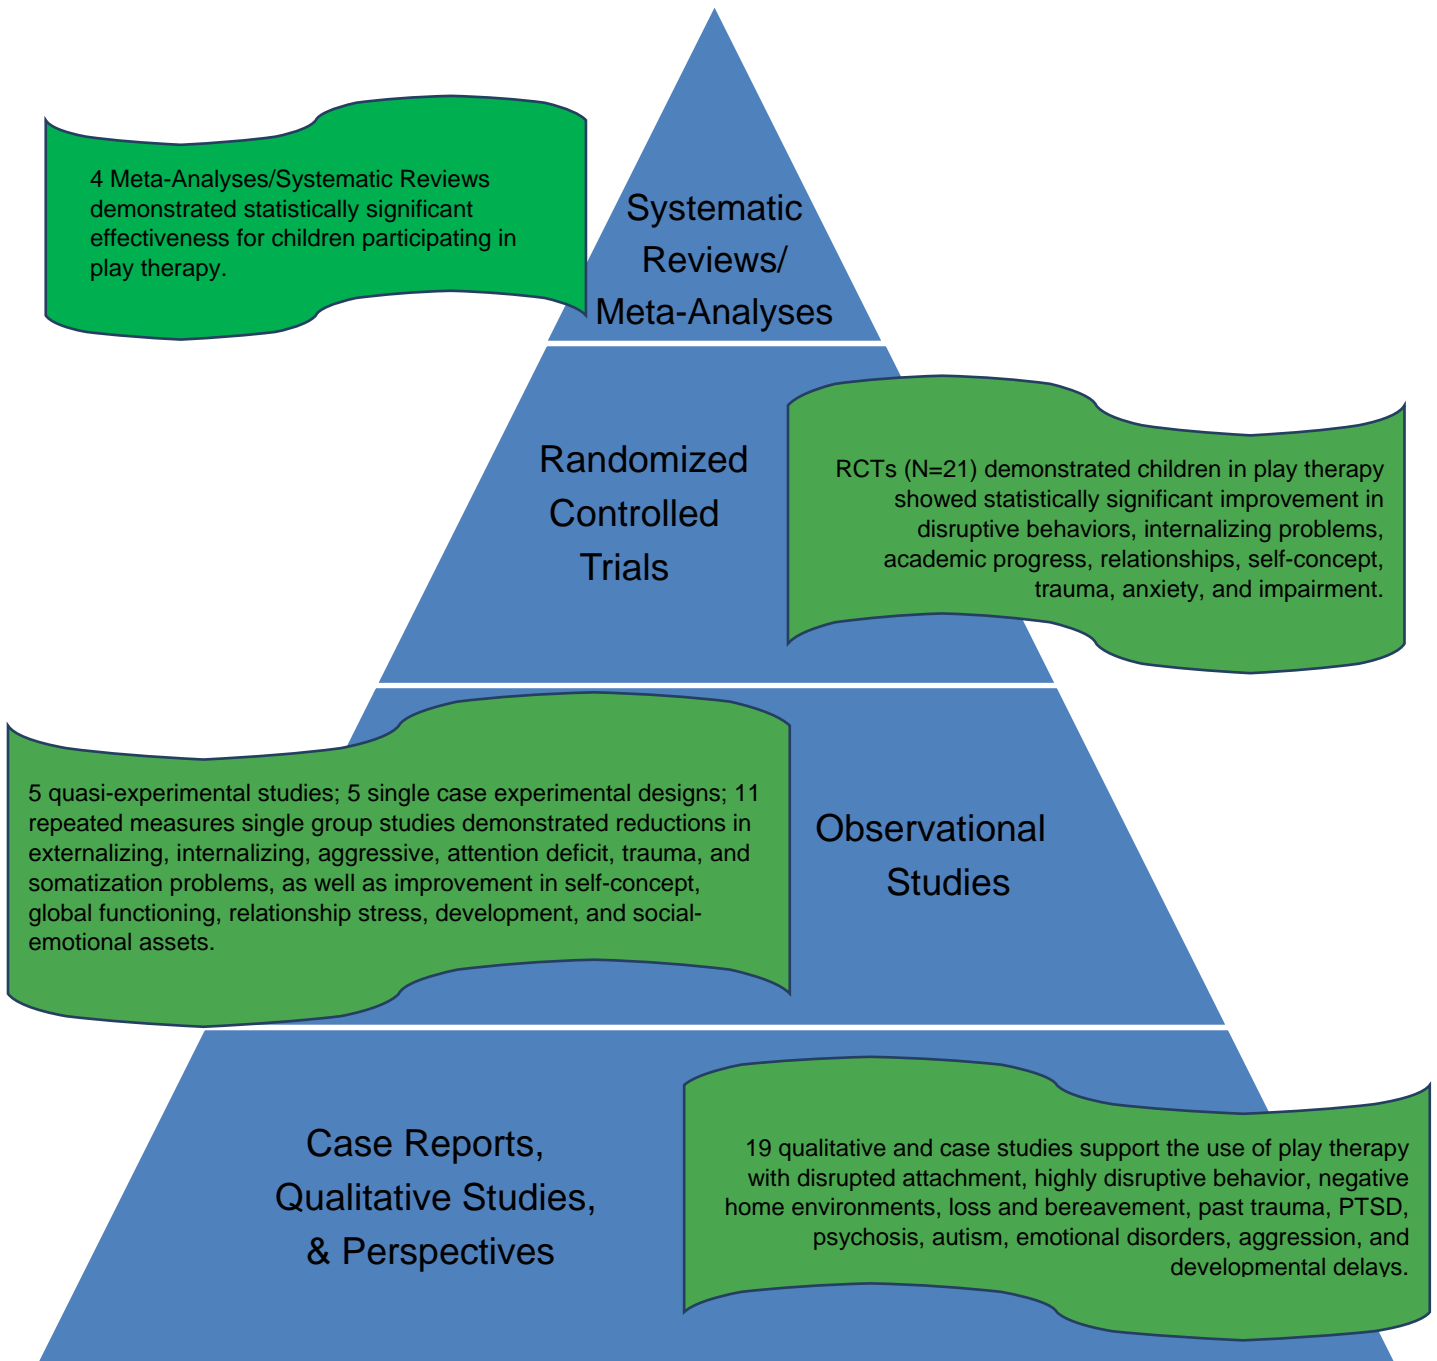 4 Meta-Analyses/Systematic Reviews
demonstrated statistically significant
effectiveness for children participating in
play therapy.
Systematic
Reviews/
Meta-Analyses
Randomized
Controlled
Trials
RCTs (N=21) demonstrated children in play therapy
showed statistically significant improvement in
disruptive behaviors, internalizing problems,
academic progress, relationships, self-concept,
trauma, anxiety, and impairment.
5 quasi-experimental studies; 5 single case experimental designs; 11
repeated measures single group studies demonstrated reductions in
externalizing, internalizing, aggressive, attention deficit, trauma, and
somatization problems, as well as improvement in self-concept,
global functioning, relationship stress, development, and social-
emotional assets.
Observational
Studies
Case Reports,
Qualitative Studies,
& Perspectives
19 qualitative and case studies support the use of play therapy
with disrupted attachment, highly disruptive behavior, negative
home environments, loss and bereavement, past trauma, PTSD,
psychosis, autism, emotional disorders, aggression, and
developmental delays.